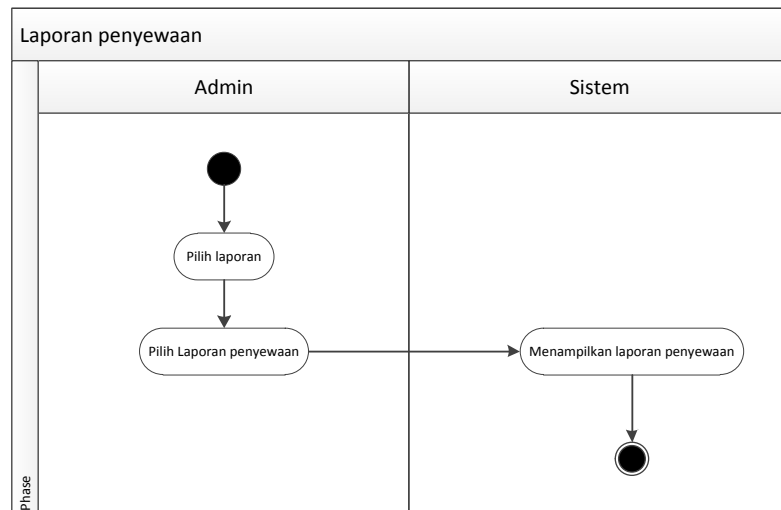 Laporan penyewaan
Admin
Sistem
Pilih laporan
Pilih Laporan penyewaan
Menampilkan laporan penyewaan
Phase